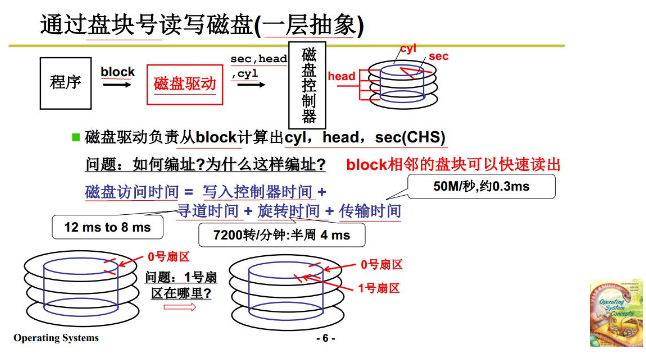 通过盘块号读写磁盘(一层抽象)
程序
block
磁盘驱动
sec,head
,cyl
磁盘控制器
head
cyl
sec
磁盘驱动负责从block计算出cyl，head，sec(CHS)
问题：如何编址?为什么这样编址?
block相邻的盘块可以快速读出
磁盘访问时间 = 写入控制器时间 +
50M/秒,约0.3ms
寻道时间 + 旋转时间 + 传输时间
12 ms to 8 ms
7200转/分钟:半周 4 ms
0号扇区
问题：1号扇
区在哪里?
0号扇区
1号扇区
Operating Systems
- 6 -
Operating
System
Concepts